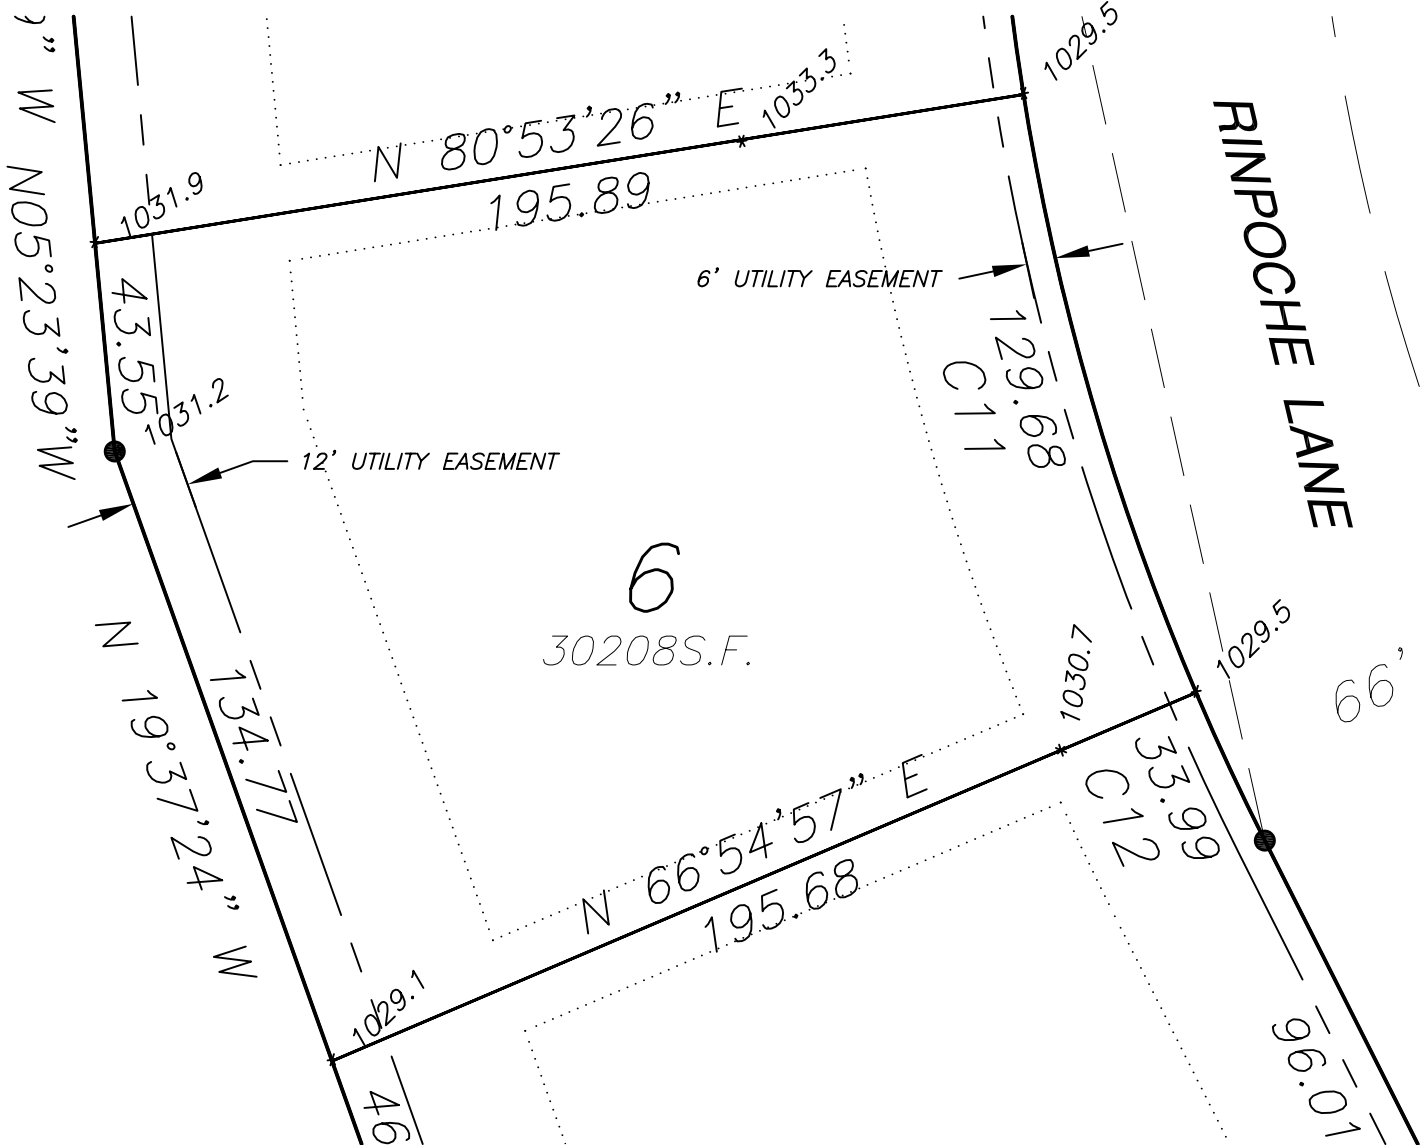 1029.5
1033.3
N 80°53'26" E
195.89
1031.9
" W
N05°23'39"W
43.55
1031.2
6' UTILITY EASEMENT
12' UTILITY EASEMENT
129.68
C11
RINPOCHE LANE
6
30208S.F.
1030.7
1029.5
66'
N 19°37'24" W
134.77
N 66°54'57" E
195.68
33.99
C12
1029.1
46
96.01